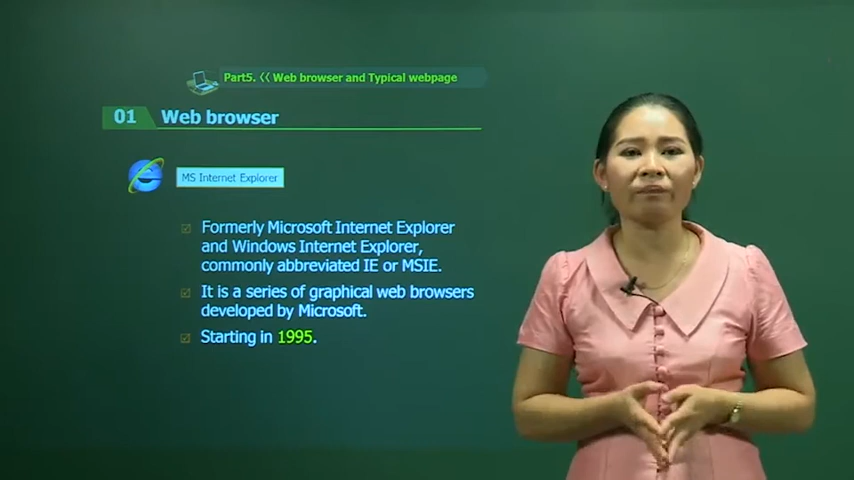 Part5. 《 Web browser and Typical webpage
01 Web browser
MS Internet Explorer
Formerly Microsoft Internet Explorer
and Windows Internet Explorer,
commonly abbreviated IE or MSIE.
It is a series of graphical web browsers
developed by Microsoft.
Starting in 1995.